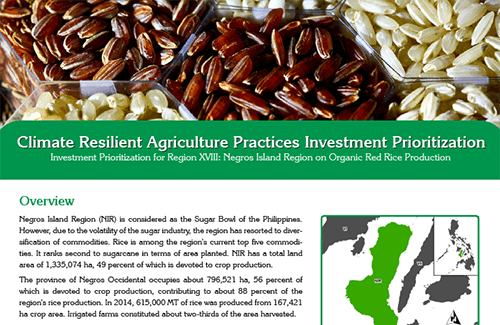 Climate Resilient Agriculture Practices Investment Prioritization
Investment Prioritization for Region XVIII: Negros Island Region on Organic Red Rice Production
Overview
Negros Island Region (NIR) is considered as the Sugar Bowl of the Philippines.
However, due to the volatility of the sugar industry, the region has resorted to diver-
sification of commodities. Rice is among the region's current top five commodi-
ties. It ranks second to sugarcane in terms of area planted. NIR has a total land
area of 1,335,074 ha, 49 percent of which is devoted to crop production.
The province of Negros Occidental occupies about 796,521 ha, 56 percent
of which is devoted to crop production, contributing to about 88 percent of the
region's rice production. In 2014, 615,000 MT of rice was produced from 167,421
ha crop area. Irrigated farms constituted about two-thirds of the area harvested.
NIR